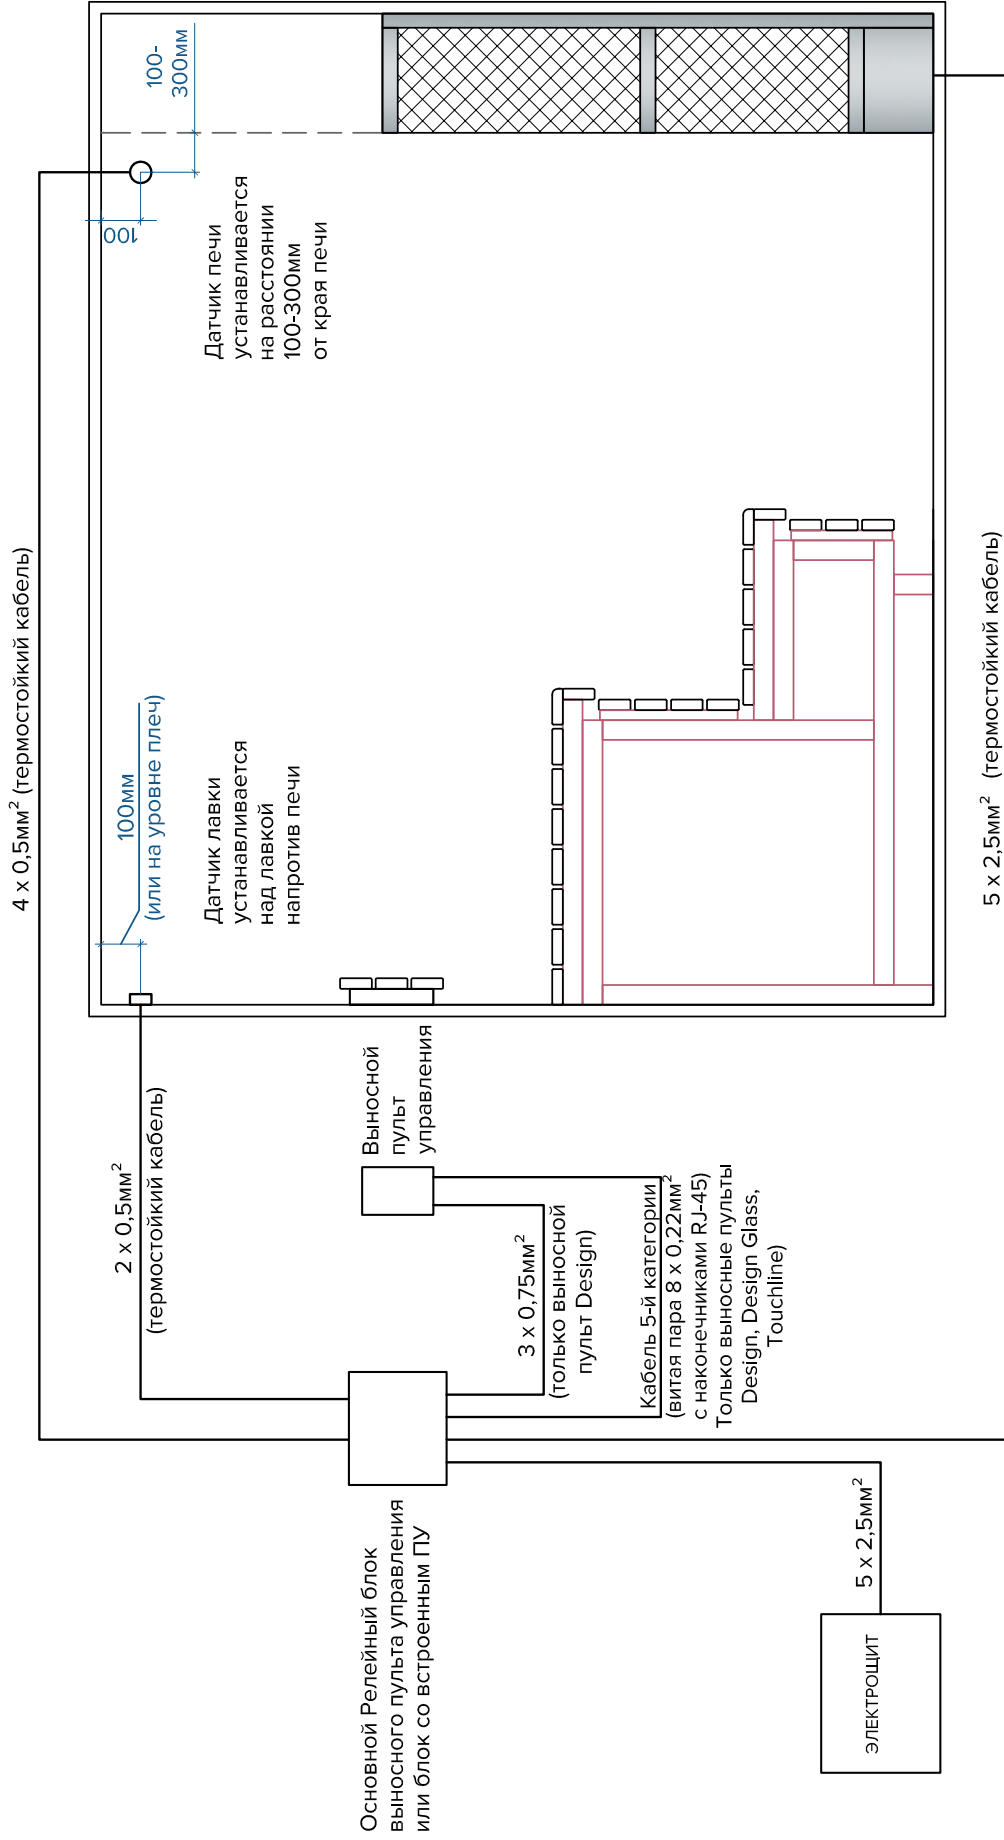 4 x 0,5мм² (термостойкий кабель)
100мм
(или на уровне плеч)
100
100-
300мм
Датчик лавки
устанавливается
над лавкой
напротив печи
Датчик печи
устанавливается
на расстоянии
100-300мм
от края печи
2 x 0,5мм²
(термостойкий кабель)
Выносной
пульт
управления
Основной Релейный блок
выносного пульта управления
или блок со встроенным ПУ
3 x 0,75мм²
(только выносной
пульт Design)
Кабель 5-й категории
(витая пара 8 x 0,22мм²
с наконечниками RJ-45)
Только выносные пульты
Design, Design Glass,
Touchline)
5 x 2,5мм²
ЭЛЕКТРОЩИТ
5 x 2,5мм² (термостойкий кабель)